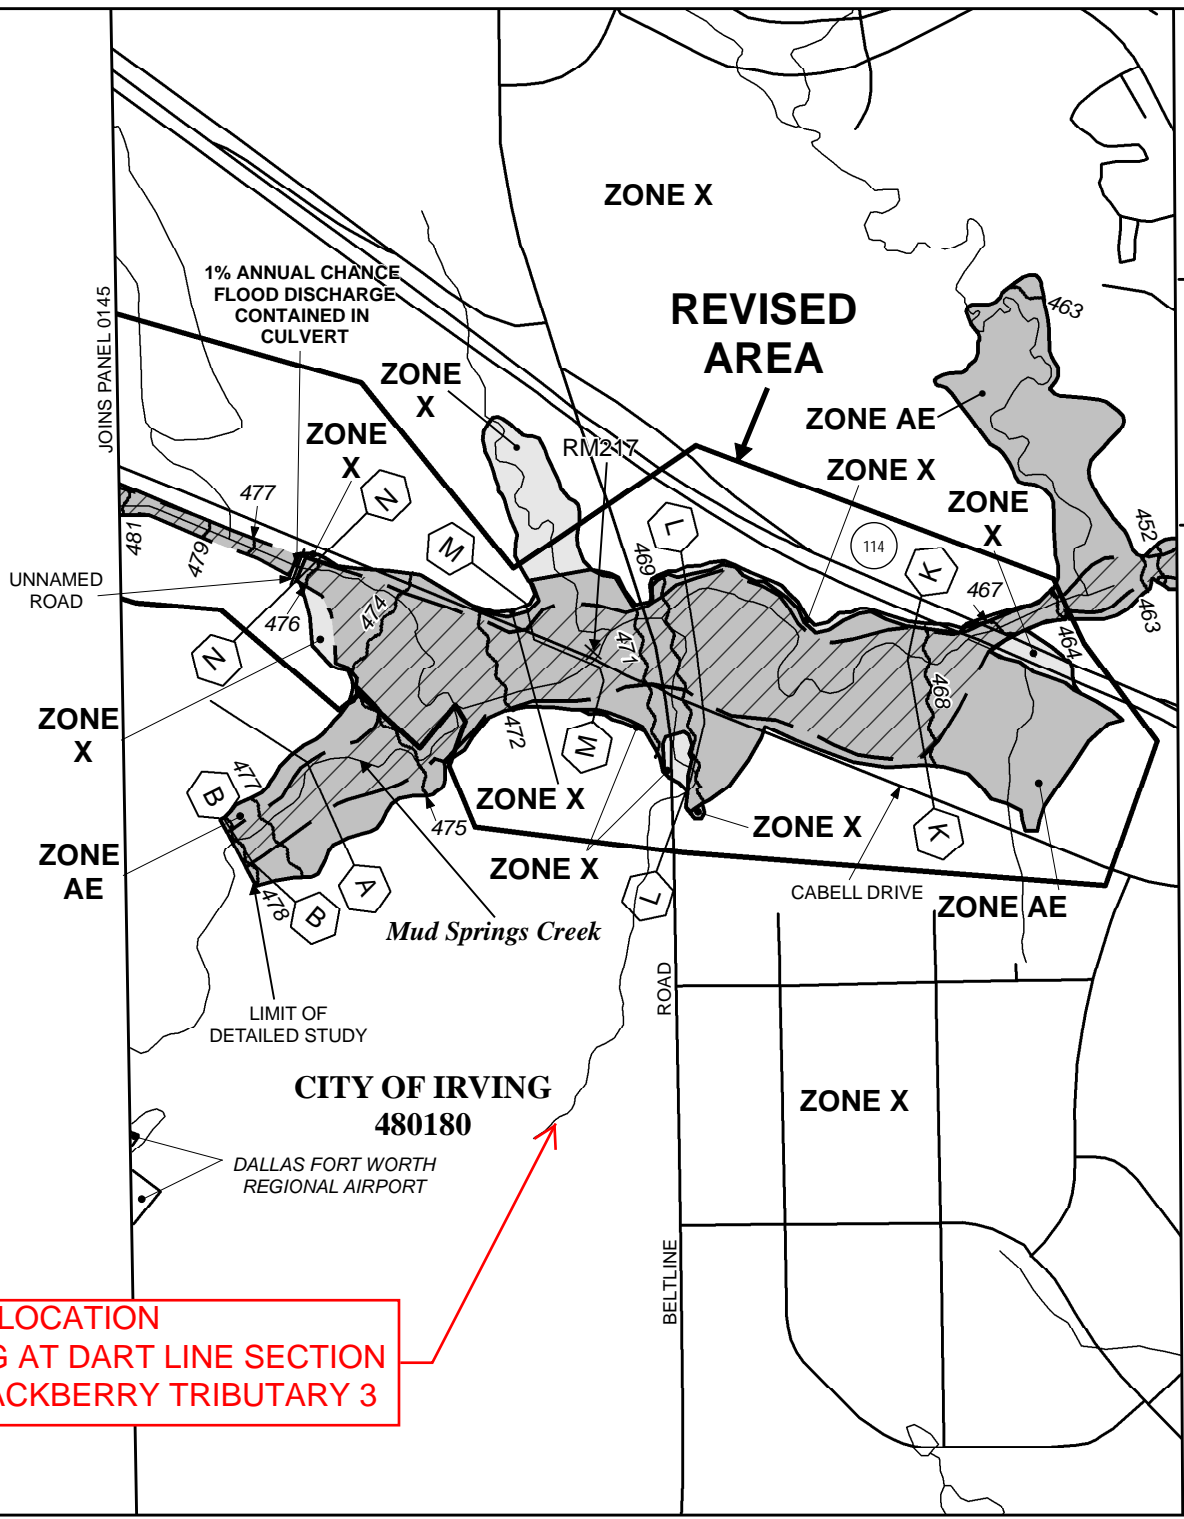 ZONE X
JOINS PANEL 0145
1% ANNUAL CHANCE
FLOOD DISCHARGE
CONTAINED IN
CULVERT
REVISED
AREA
463
ZONE
X
ZONE AE
ZONE
X
RM217
ZONE X
ZONE
X
477
N
M
L
114
K
452
481
479
469
467
463
UNNAMED
ROAD
476
474
471
464
N
468
472
M
ZONE
X
477
B
475
ZONE X
ZONE X
K
ZONE
AE
ZONE X
A
L
CABELL DRIVE
ZONE AE
478
B
Mud Springs Creek
ROAD
LIMIT OF
DETAILED STUDY
CITY OF IRVING
480180
ZONE X
DALLAS FORT WORTH
REGIONAL AIRPORT
BELTLINE
LOCATION
AT DART LINE SECTION
TRIBUTARY 3